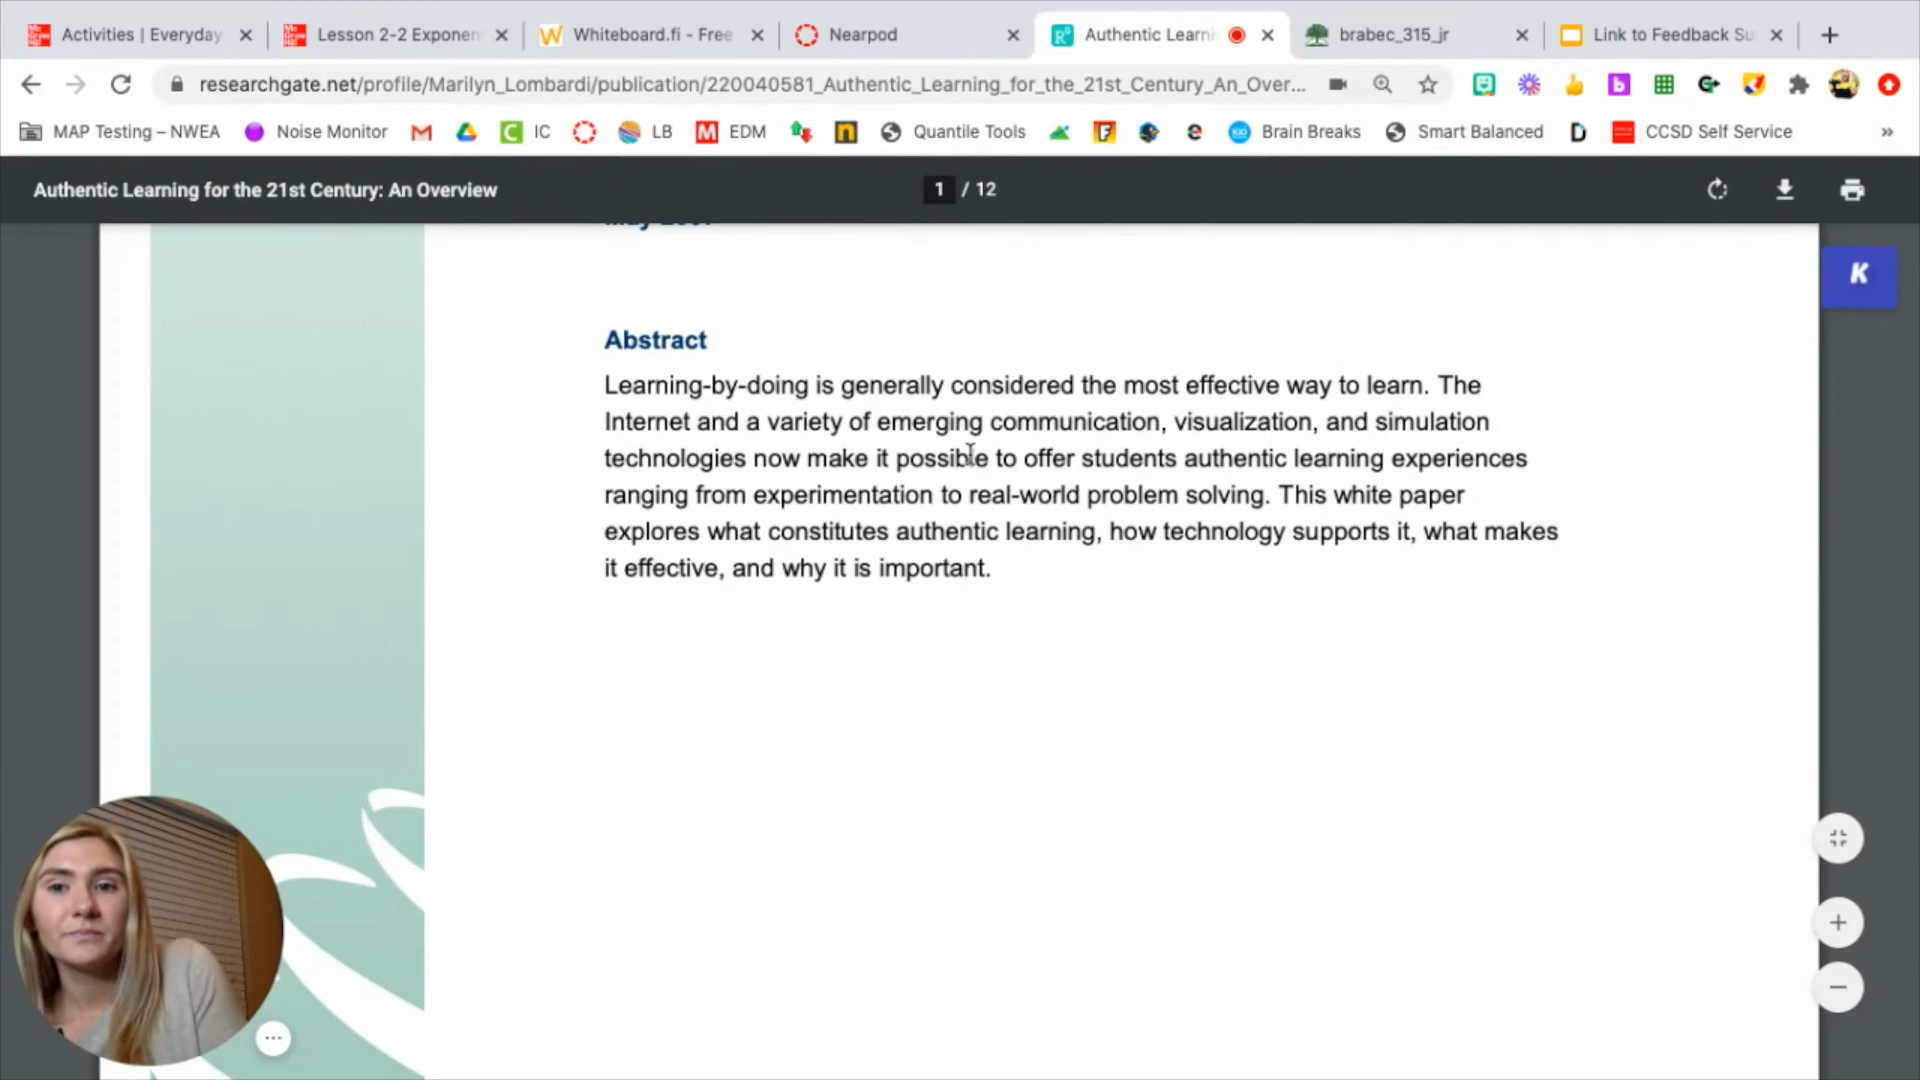 Activities | Everyday
Lesson 2-2 Exponen
Whiteboard.fi - Free
Nearpod
Authentic Learni
brabec_315_jr
Link to Feedback Su
researchgate.net/profile/Marilyn_Lombardi/publication/220040581_Authentic_Learning_for_the_21st_Century_An_Over...
MAP Testing – NWEA
Noise Monitor
IC
LB
EDM
Quantile Tools
Brain Breaks
Smart Balanced
CCSD Self Service
Authentic Learning for the 21st Century: An Overview
1 / 12
K
Abstract
Learning-by-doing is generally considered the most effective way to learn. The
Internet and a variety of emerging communication, visualization, and simulation
technologies now make it possible to offer students authentic learning experiences
ranging from experimentation to real-world problem solving. This white paper
explores what constitutes authentic learning, how technology supports it, what makes
it effective, and why it is important.